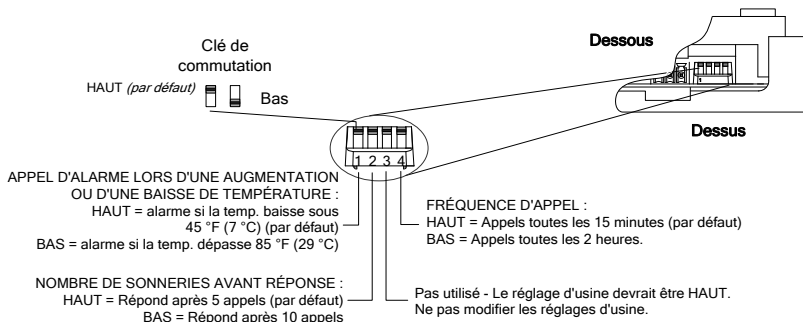 Clé de
commutation
HAUT (par défaut)
Bas
Dessous
Dessus
1 2 3 4
APPEL D'ALARME LORS D'UNE AUGMENTATION
OU D'UNE BAISSE DE TEMPÉRATURE :
HAUT = alarme si la temp. baisse sous
45 °F (7 °C) (par défaut)
BAS = alarme si la temp. dépasse 85 °F (29 °C)
FRÉQUENCE D'APPEL :
HAUT = Appels toutes les 15 minutes (par défaut)
BAS = Appels toutes les 2 heures.
NOMBRE DE SONNERIES AVANT RÉPONSE :
HAUT = Répond après 5 appels (par défaut)
BAS = Répond après 10 appels
Pas utilisé - Le réglage d'usine devrait être HAUT.
Ne pas modifier les réglages d'usine.